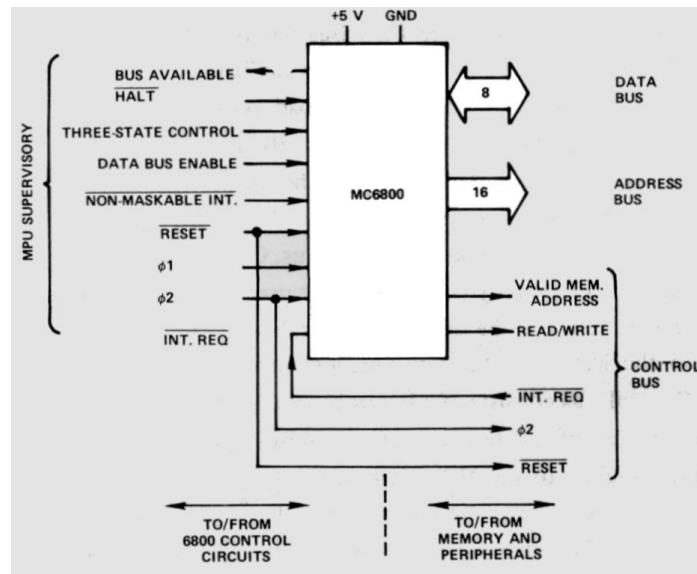 +5 V GND
BUS AVAILABLE
HALT
THREE-STATE CONTROL
DATA BUS ENABLE
NON-MASKABLE INT.
RESET
ϕ1
ϕ2
INT. REQ
MPU SUPERVISORY
MC6800
8
DATA
BUS
16
ADDRESS
BUS
VALID MEM.
ADDRESS
READ/WRITE
INT. REQ
ϕ2
RESET
CONTROL
BUS
TO/FROM
6800 CONTROL
CIRCUITS
TO/FROM
MEMORY AND
PERIPHERALS